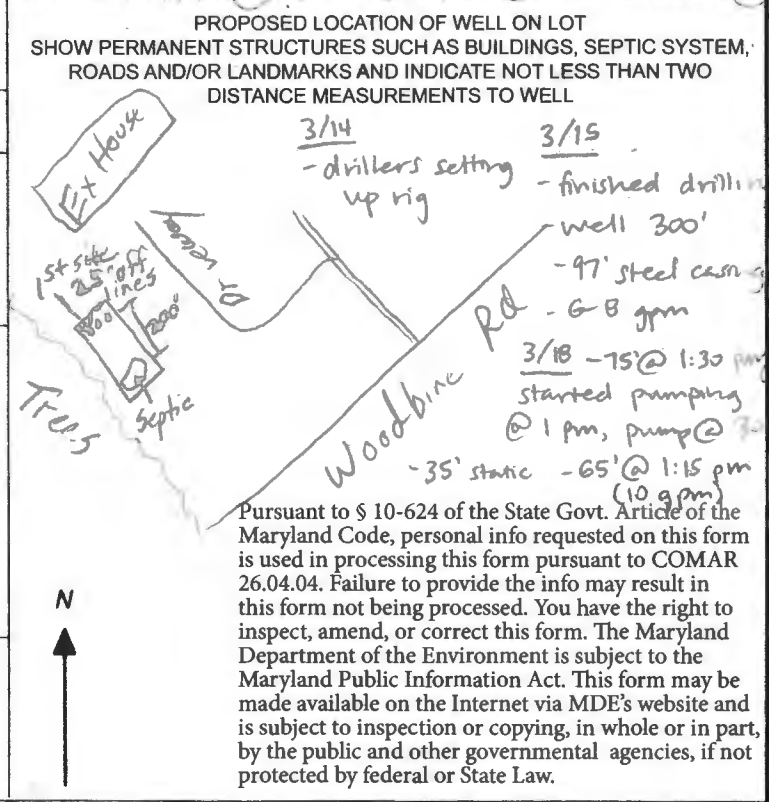 PROPOSED LOCATION OF WELL ON LOT
SHOW PERMANENT STRUCTURES SUCH AS BUILDINGS, SEPTIC SYSTEM,
ROADS AND/OR LANDMARKS AND INDICATE NOT LESS THAN TWO
DISTANCE MEASUREMENTS TO WELL
Ex House
Driveway
1st site
25' off
lines
200'
Septic
Trees
Woodbine Rd
3/14
- drillers setting
up rig
3/15
- finished drillin
- well 300'
- 97' steel casin
- 6-8 gpm
3/18 - 75' @ 1:30 pm
started pumping
@ 1 pm, pump @
- 35' static - 65' @ 1:15 pm
(10 gpm)
Pursuant to § 10-624 of the State Govt. Article of the
Maryland Code, personal info requested on this form
is used in processing this form pursuant to COMAR
26.04.04. Failure to provide the info may result in
this form not being processed. You have the right to
inspect, amend, or correct this form. The Maryland
Department of the Environment is subject to the
Maryland Public Information Act. This form may be
made available on the Internet via MDE's website and
is subject to inspection or copying, in whole or in part,
by the public and other governmental agencies, if not
protected by federal or State Law.
N